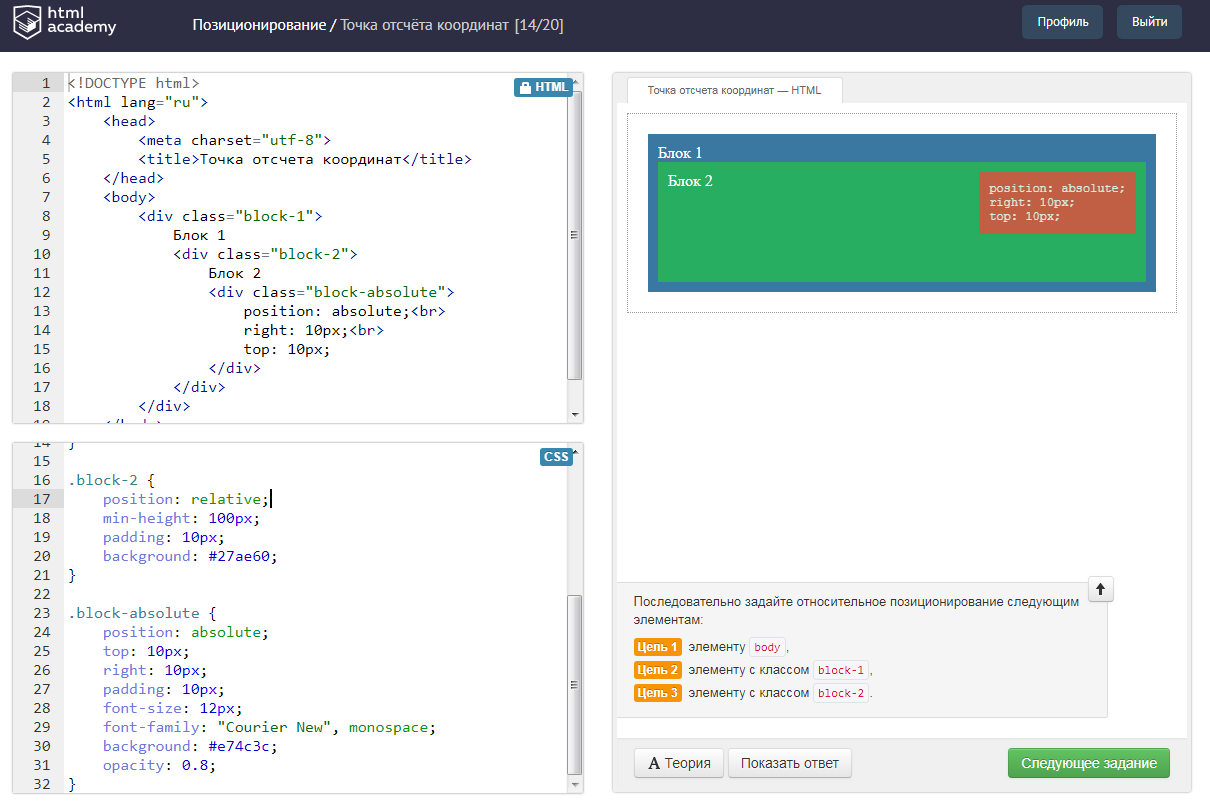 html
academy
Позиционирование / Точка отсчёта координат [14/20]
Профиль
Выйти
HTML
1 <!DOCTYPE html>
2 <html lang="ru">
3 <head>
4 <meta charset="utf-8">
5 <title>Точка отсчета координат</title>
6 </head>
7 <body>
8 <div class="block-1">
9 Блок 1
10 <div class="block-2">
11 Блок 2
12 <div class="block-absolute">
13 position: absolute;<br>
14 right: 10px;<br>
15 top: 10px;
16 </div>
17 </div>
18 </div>
CSS
14 }
15
16 .block-2 {
17 position: relative;
18 min-height: 100px;
19 padding: 10px;
20 background: #27ae60;
21 }
22
23 .block-absolute {
24 position: absolute;
25 top: 10px;
26 right: 10px;
27 padding: 10px;
28 font-size: 12px;
29 font-family: "Courier New", monospace;
30 background: #e74c3c;
31 opacity: 0.8;
32 }
Точка отсчета координат — HTML
Блок 1
Блок 2
position: absolute;
right: 10px;
top: 10px;
Последовательно задайте относительное позиционирование следующим
элементам:
Цель 1 элементу body,
Цель 2 элементу с классом block-1,
Цель 3 элементу с классом block-2.
A Теория
Показать ответ
Следующее задание